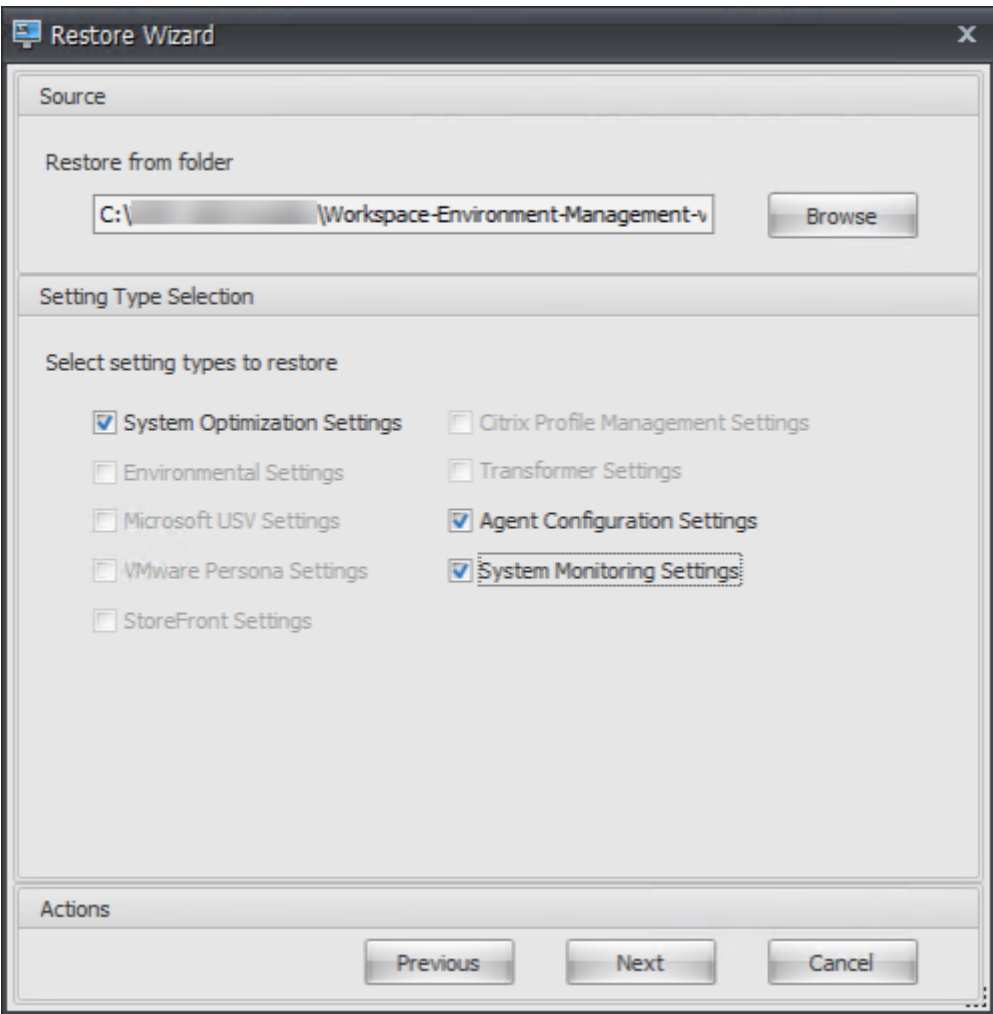 Restore Wizard
x
Source
Restore from folder
C:\ \Workspace-Environment-Management-v
Browse
Setting Type Selection
Select setting types to restore
System Optimization Settings
Citrix Profile Management Settings
Environmental Settings
Transformer Settings
Microsoft USV Settings
Agent Configuration Settings
VMware Persona Settings
System Monitoring Settings
StoreFront Settings
Actions
Previous
Next
Cancel